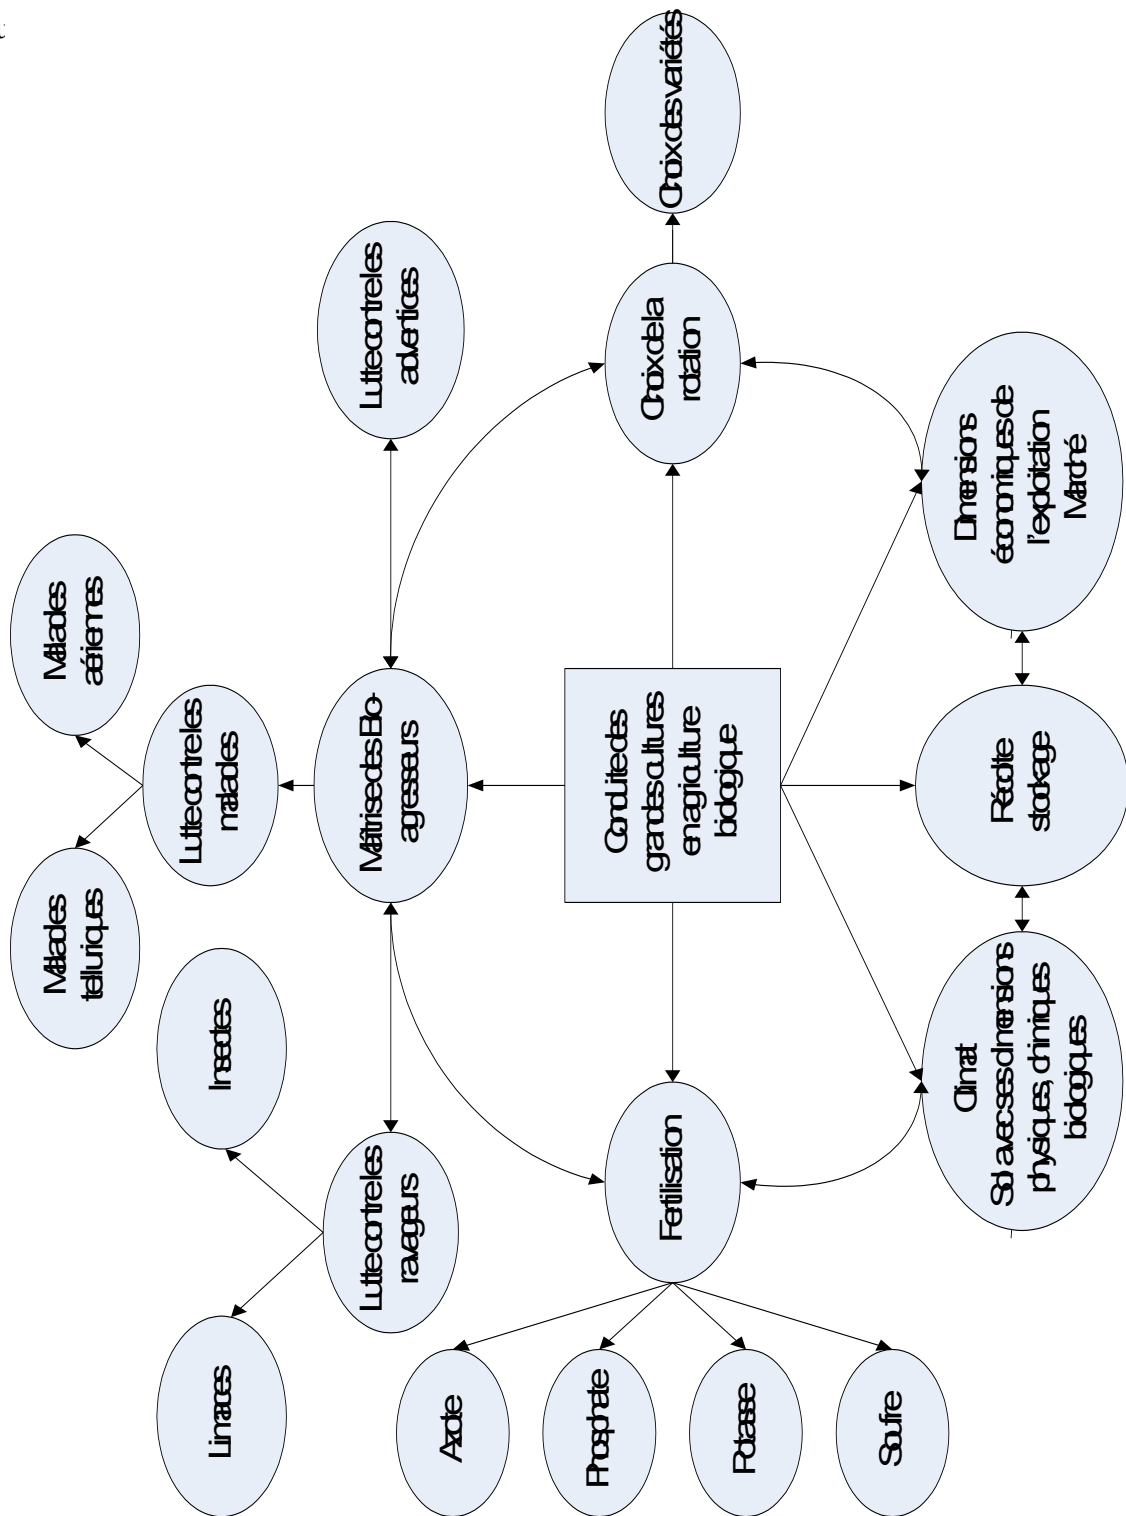 Maladies
telluriques
Maladies
aériennes
Limaces
Insectes
Lutte contre les
maladies
Lutte contre les
ravageurs
Maîtrise des Bio-
agresseurs
Lutte contre les
adventices
Azote
Phosphate
Potasse
Soufre
Fertilisation
Conduite des
grandes cultures
en agriculture
biologique
Choix de la
rotation
Choix des variétés
Climat
Sol avec ses dimensions
physiques, chimiques
biologiques
Récolte
stockage
Dimensions
économiques de
l'exploitation
Marché